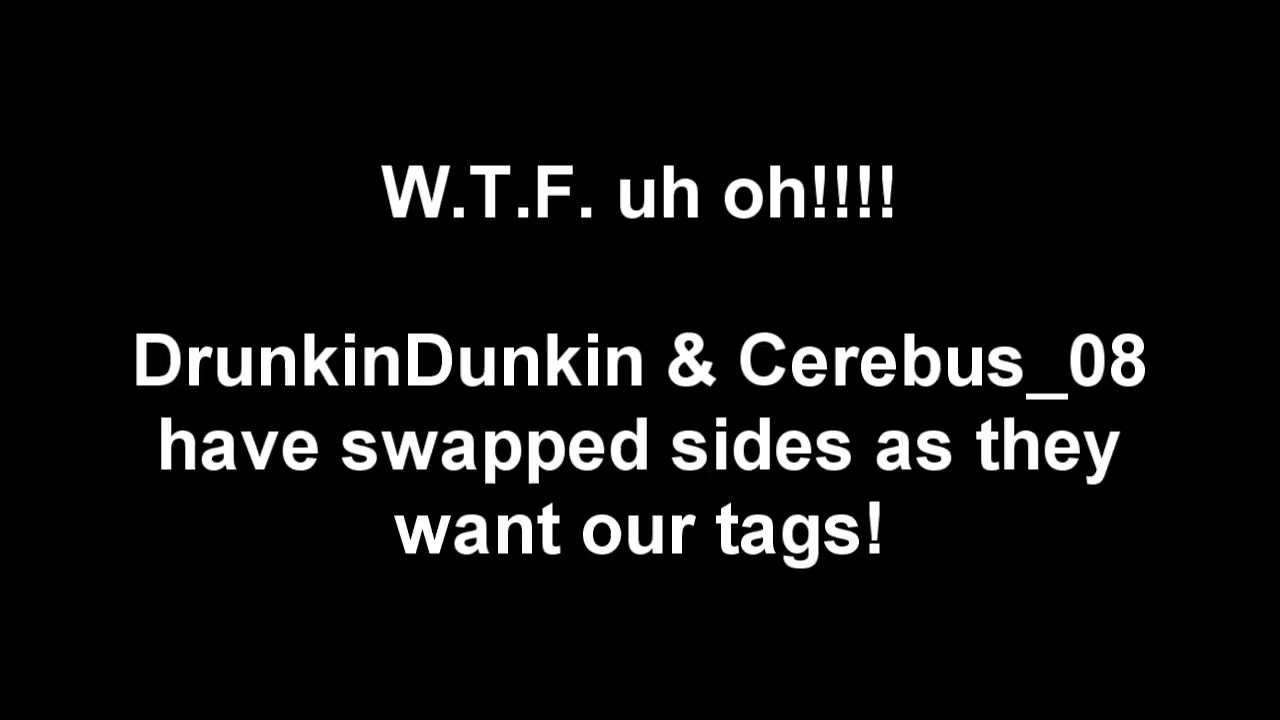 W.T.F. uh oh!!!!
DrunkinDunkin & Cerebus_08
have swapped sides as they
want our tags!